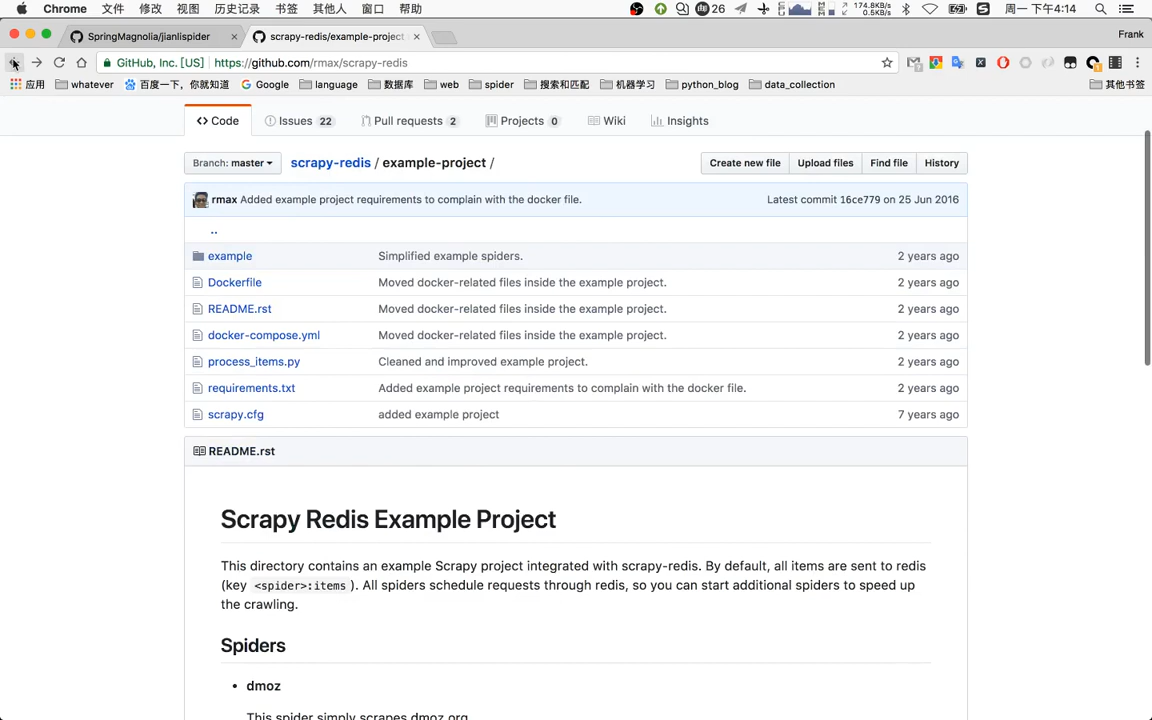 Chrome 文件 修改 视图 历史记录 书签 其他人 窗口 帮助 26 174.8KB/s 0.5KB/s 周一 下午4:14
SpringMagnolia/jianlispider × scrapy-redis/example-project × Frank
GitHub, Inc. [US] https://github.com/rmax/scrapy-redis
应用 whatever 百度一下，你就知道 Google language 数据库 web spider 搜索和匹配 机器学习 python_blog data_collection 其他书签
Code Issues 22 Pull requests 2 Projects 0 Wiki Insights
Branch: master scrapy-redis / example-project / Create new file Upload files Find file History
rmax Added example project requirements to complain with the docker file. Latest commit 16ce779 on 25 Jun 2016
..
example Simplified example spiders. 2 years ago
Dockerfile Moved docker-related files inside the example project. 2 years ago
README.rst Moved docker-related files inside the example project. 2 years ago
docker-compose.yml Moved docker-related files inside the example project. 2 years ago
process_items.py Cleaned and improved example project. 2 years ago
requirements.txt Added example project requirements to complain with the docker file. 2 years ago
scrapy.cfg added example project 7 years ago
README.rst
Scrapy Redis Example Project
This directory contains an example Scrapy project integrated with scrapy-redis. By default, all items are sent to redis
(key <spider>:items ). All spiders schedule requests through redis, so you can start additional spiders to speed up
the crawling.
Spiders
• dmoz
This spider simply scrapes dmoz.org.